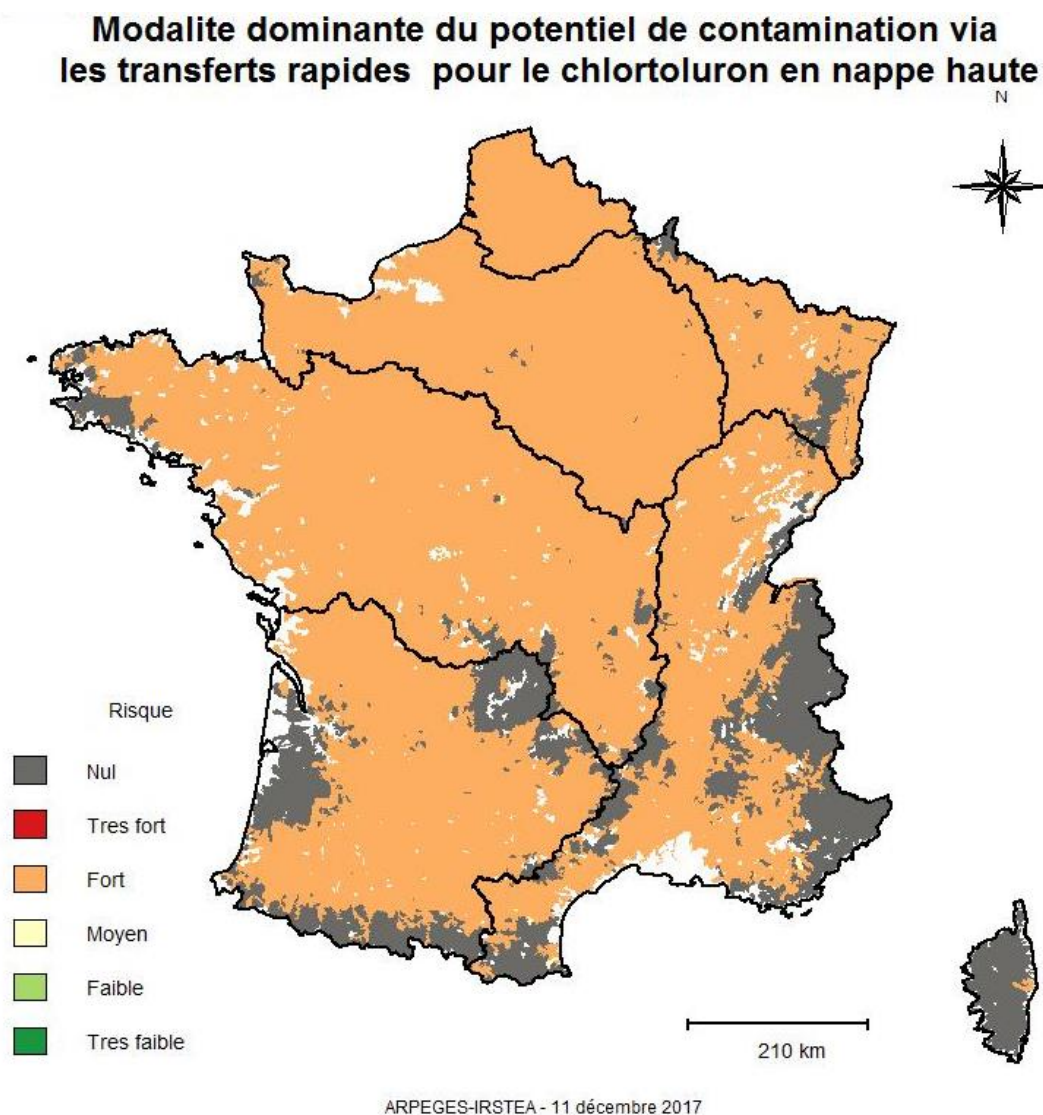 Modalite dominante du potentiel de contamination via
les transferts rapides pour le chlortoluron en nappe haute
N
Risque
Nul
Tres fort
Fort
Moyen
Faible
Tres faible
210 km
ARPEGES-IRSTEA - 11 décembre 2017